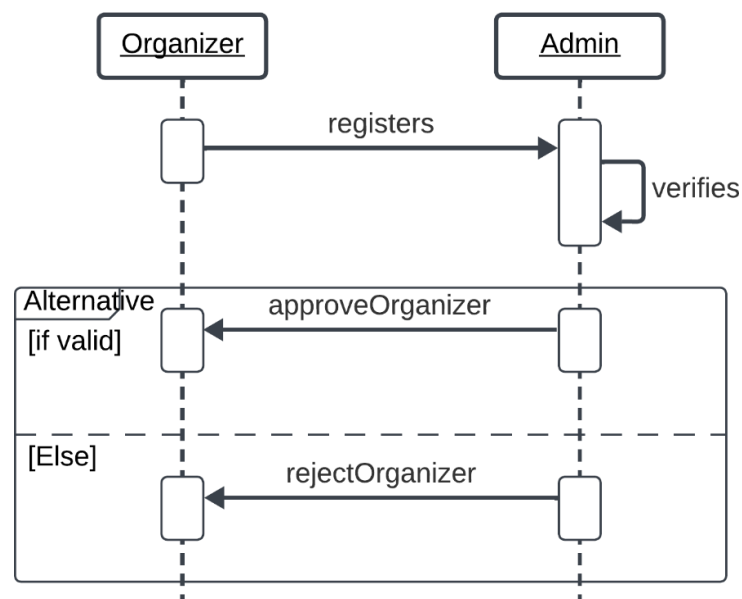 Organizer
Admin
registers
verifies
Alternative
approveOrganizer
[if valid]
[Else]
rejectOrganizer